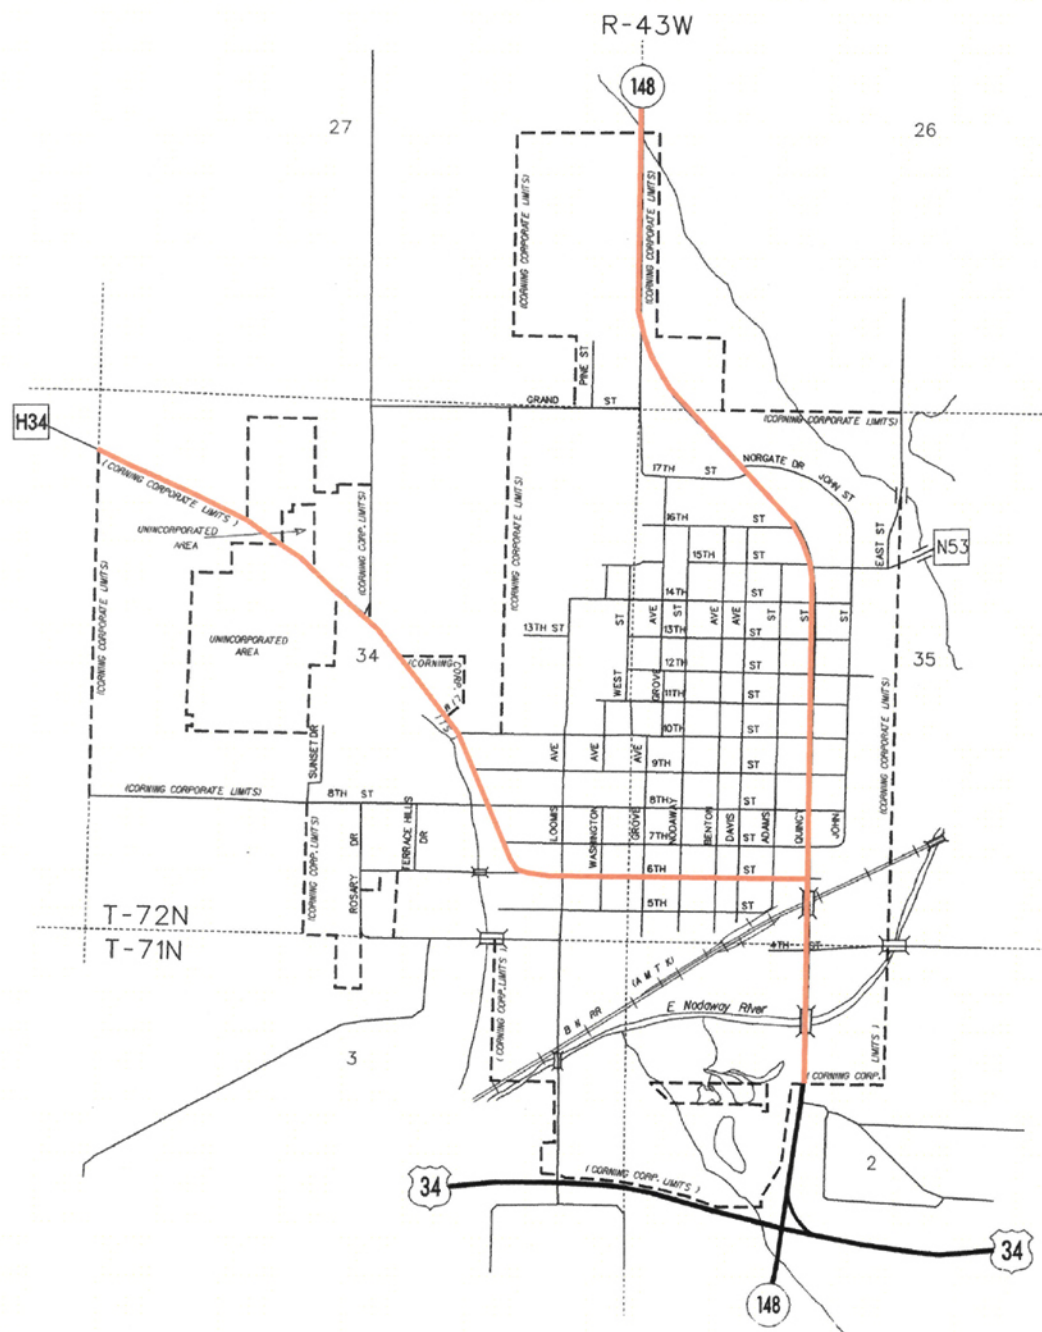 R-43W
148
27
26
(CORNING CORPORATE LIMITS)
(CORNING CORPORATE LIMITS)
PINE ST
GRAND ST
H34
(CORNING CORPORATE LIMITS)
(CORNING CORPORATE LIMITS)
NORGATE DR
17TH ST
JOHN ST
UNINCORPORATED
AREA
(CORNING CORP. LIMITS)
(CORNING CORPORATE LIMITS)
16TH ST
15TH ST
EAST ST
N53
14TH ST
(CORNING CORPORATE LIMITS)
UNINCORPORATED
AREA
34
13TH ST
13TH ST
35
(CORNING CORP. LIMITS)
12TH ST
WEST ST
GROVE AVE
11TH ST
10TH ST
SUNSET DR
9TH ST
(CORNING CORPORATE LIMITS)
(CORNING CORPORATE LIMITS)
8TH ST
8TH ST
LOOMIS AVE
WASHINGTON AVE
GROVE AVE
NODAWAY ST
BENTON AVE
DAVIS AVE
ADAMS ST
QUINCY ST
JOHN ST
7TH ST
(CORNING CORP. LIMITS)
ROSARY DR
TERRACE HILLS DR
6TH ST
5TH ST
T-72N
T-71N
4TH ST
(CORNING CORP. LIMITS)
B N RR (AMTK)
E Nodaway River
3
(CORNING CORP. LIMITS)
2
(CORNING CORP. LIMITS)
34
34
148